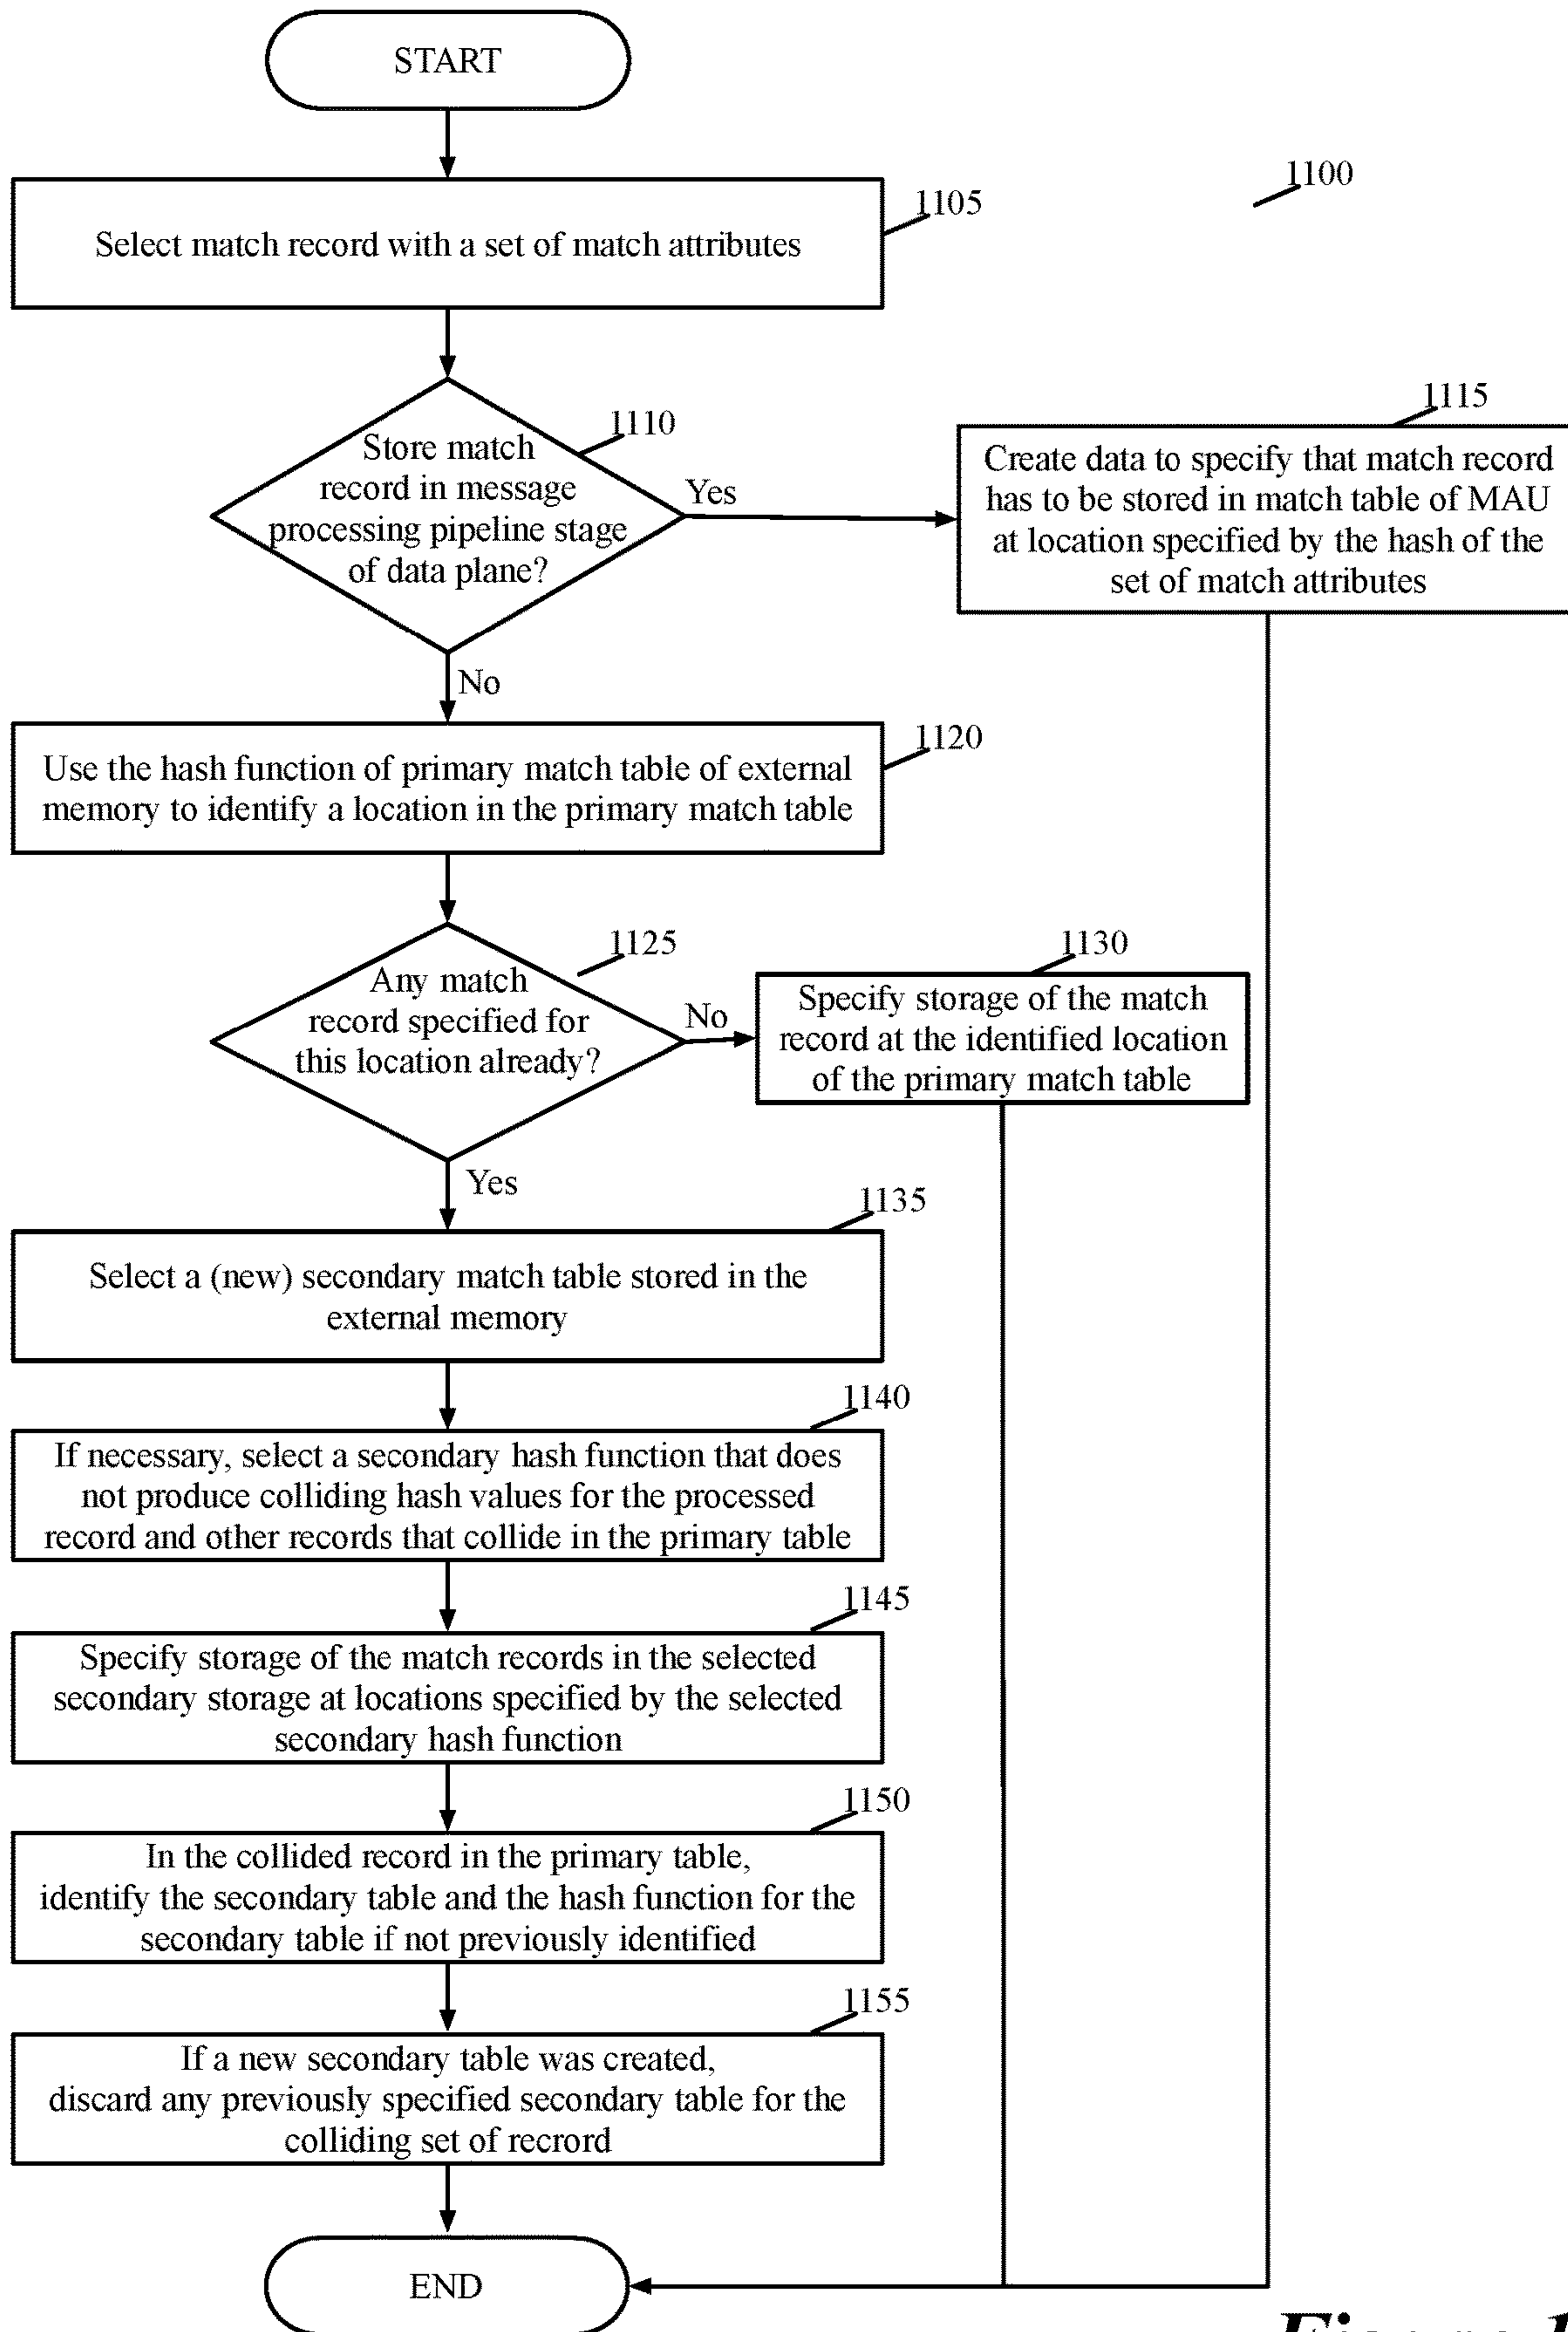 START
1100
1105
Select match record with a set of match attributes
1110
Store match
record in message
processing pipeline stage
of data plane?
Yes
1115
Create data to specify that match record
has to be stored in match table of MAU
at location specified by the hash of the
set of match attributes
No
1120
Use the hash function of primary match table of external
memory to identify a location in the primary match table
1125
Any match
record specified for
this location already?
No
1130
Specify storage of the match
record at the identified location
of the primary match table
Yes
1135
Select a (new) secondary match table stored in the
external memory
1140
If necessary, select a secondary hash function that does
not produce colliding hash values for the processed
record and other records that collide in the primary table
1145
Specify storage of the match records in the selected
secondary storage at locations specified by the selected
secondary hash function
1150
In the collided record in the primary table,
identify the secondary table and the hash function for the
secondary table if not previously identified
1155
If a new secondary table was created,
discard any previously specified secondary table for the
colliding set of recrord
END